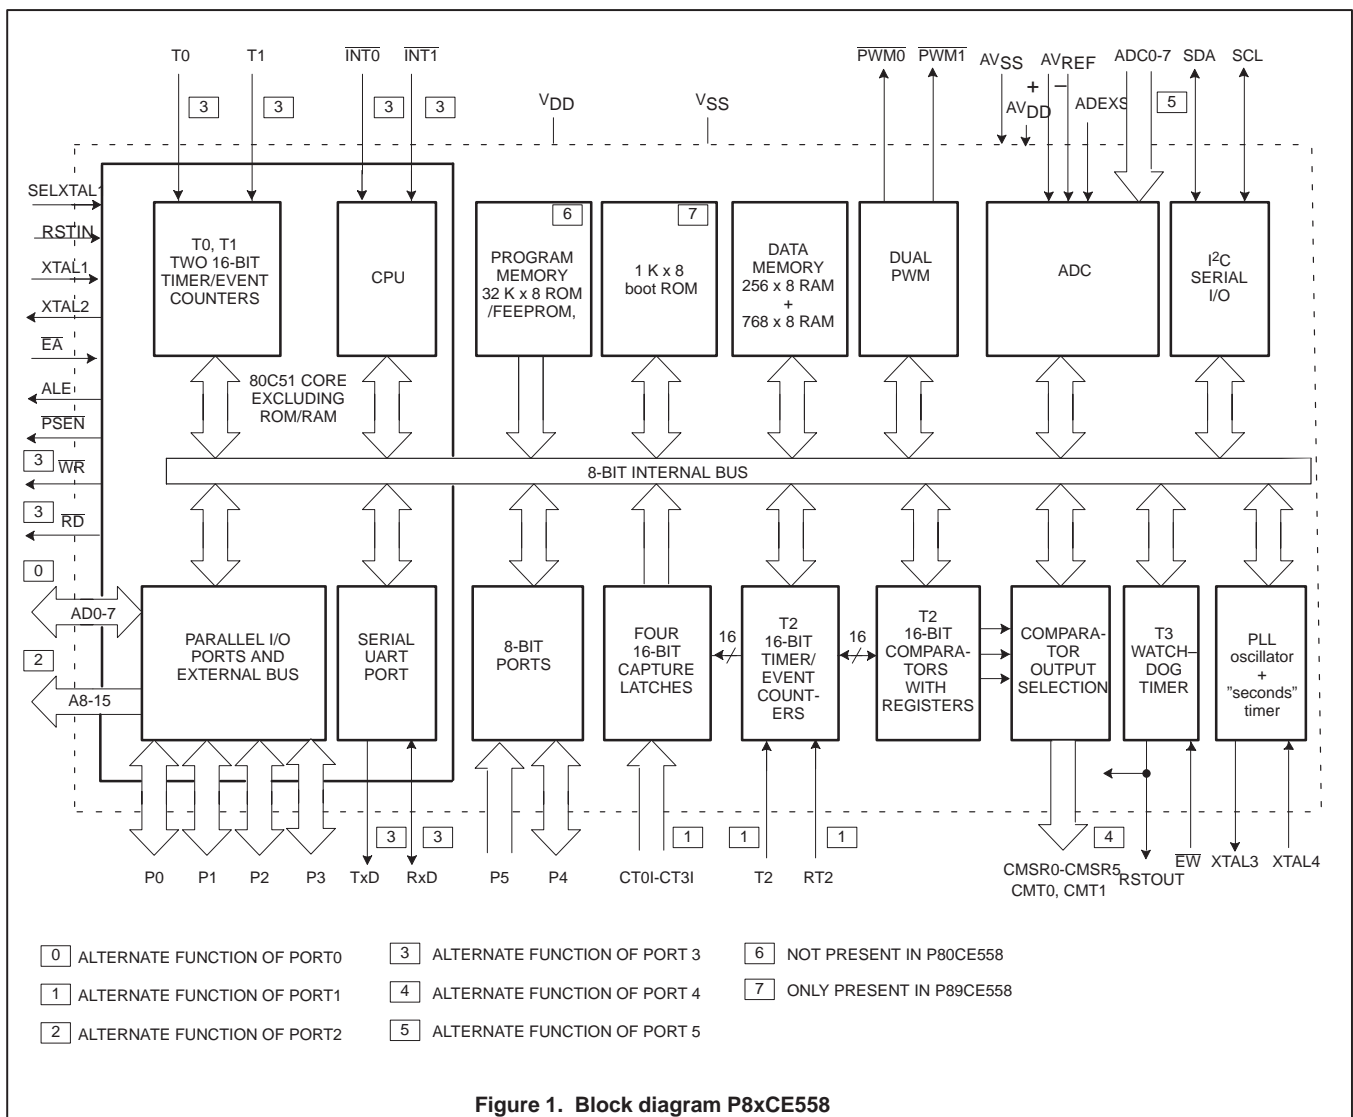 T0 T1 INT0 INT1 VDD VSS PWM0 PWM1 AVSS AVREF ADC0-7 SDA SCL
+ −
AVDD ADEXS
3 3 3 3 5
SELXTAL1
RSTIN
XTAL1
XTAL2
EA
ALE
PSEN
3 WR
3 RD
0
AD0-7
2
A8-15
T0, T1
TWO 16-BIT
TIMER/EVENT
COUNTERS
CPU
80C51 CORE
EXCLUDING
ROM/RAM
6
PROGRAM
MEMORY
32 K x 8 ROM
/FEEPROM,
7
1 K x 8
boot ROM
DATA
MEMORY
256 x 8 RAM
+
768 x 8 RAM
DUAL
PWM
ADC
I2C
SERIAL
I/O
8-BIT INTERNAL BUS
PARALLEL I/O
PORTS AND
EXTERNAL BUS
SERIAL
UART
PORT
8-BIT
PORTS
FOUR
16-BIT
CAPTURE
LATCHES
16
T2
16-BIT
TIMER/
EVENT
COUNT-
ERS
16
T2
16-BIT
COMPARA-
TORS
WITH
REGISTERS
COMPARA-
TOR
OUTPUT
SELECTION
T3
WATCH–
DOG
TIMER
PLL
oscillator
+
”seconds”
timer
3 3 1 1 1 4
P0 P1 P2 P3 TxD RxD P5 P4 CT0I-CT3I T2 RT2
CMSR0-CMSR5
CMT0, CMT1
RSTOUT EW XTAL3 XTAL4
0 ALTERNATE FUNCTION OF PORT0
1 ALTERNATE FUNCTION OF PORT1
2 ALTERNATE FUNCTION OF PORT2
3 ALTERNATE FUNCTION OF PORT 3
4 ALTERNATE FUNCTION OF PORT 4
5 ALTERNATE FUNCTION OF PORT 5
6 NOT PRESENT IN P80CE558
7 ONLY PRESENT IN P89CE558
Figure 1. Block diagram P8xCE558